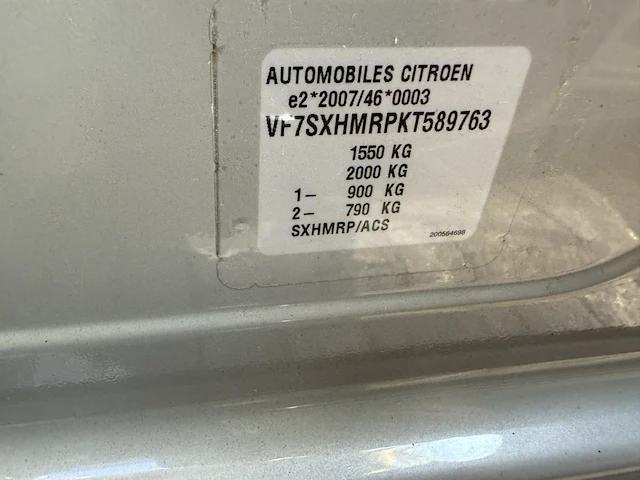 AUTOMOBILES CITROEN
e2*2007/46*0003
VF7SXHMRPKT589763
1550 KG
2000 KG
1– 900 KG
2– 790 KG
SXHMRP/ACS
200564698